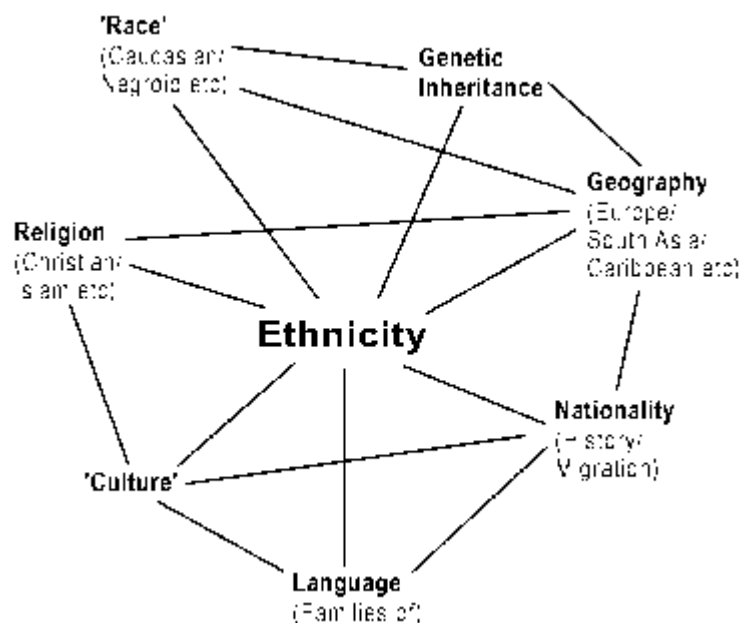 'Race'
(Caucasian/
Negroid etc)
Genetic
Inheritance
Geography
(Europe/
South Asia/
Caribbean etc)
Religion
(Christian/
Islam etc)
Ethnicity
Nationality
(History/
Migration)
'Culture'
Language
(Families of)